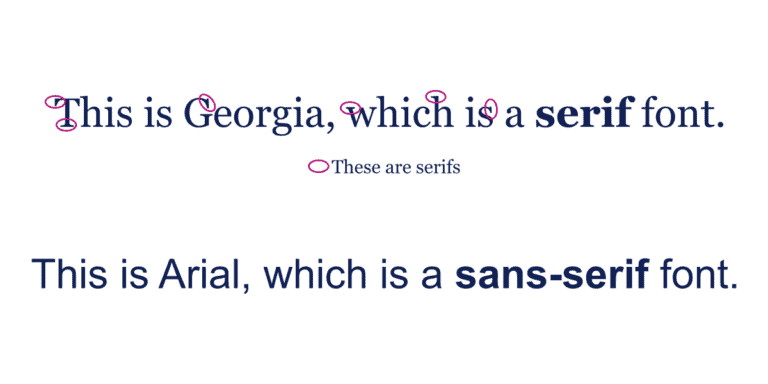 This is Georgia, which is a serif font.
These are serifs
This is Arial, which is a sans-serif font.